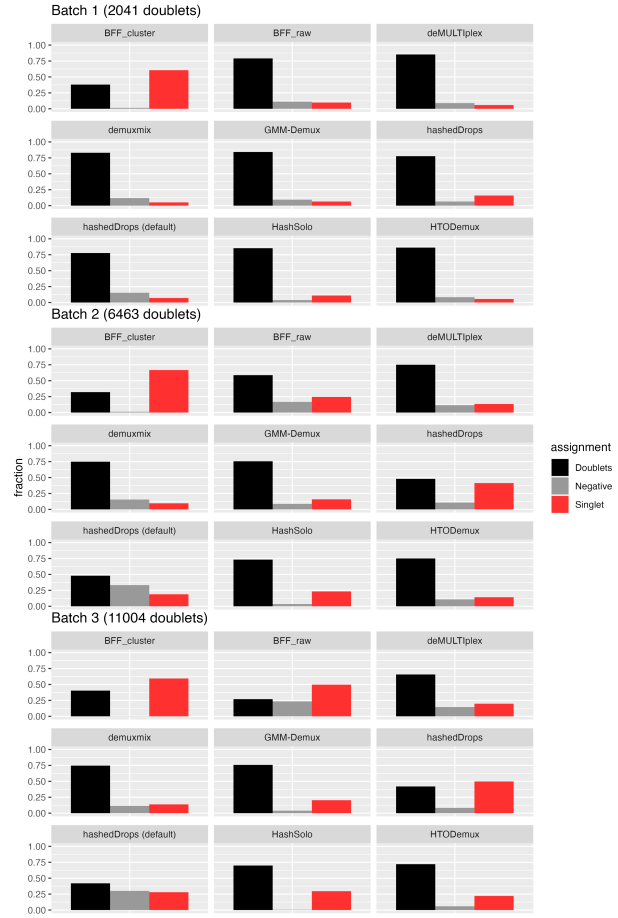 Batch 1 (2041 doublets)
BFF_cluster BFF_raw deMULTIplex
1.00
0.75
0.50
0.25
0.00
demuxmix GMM-Demux hashedDrops
1.00
0.75
0.50
0.25
0.00
hashedDrops (default) HashSolo HTODemux
1.00
0.75
0.50
0.25
0.00
Batch 2 (6463 doublets)
BFF_cluster BFF_raw deMULTIplex
1.00
0.75
0.50
0.25
0.00
demuxmix GMM-Demux hashedDrops
1.00
0.75
0.50
0.25
0.00
hashedDrops (default) HashSolo HTODemux
1.00
0.75
0.50
0.25
0.00
Batch 3 (11004 doublets)
BFF_cluster BFF_raw deMULTIplex
1.00
0.75
0.50
0.25
0.00
demuxmix GMM-Demux hashedDrops
1.00
0.75
0.50
0.25
0.00
hashedDrops (default) HashSolo HTODemux
1.00
0.75
0.50
0.25
0.00
fraction
assignment
Doublets
Negative
Singlet